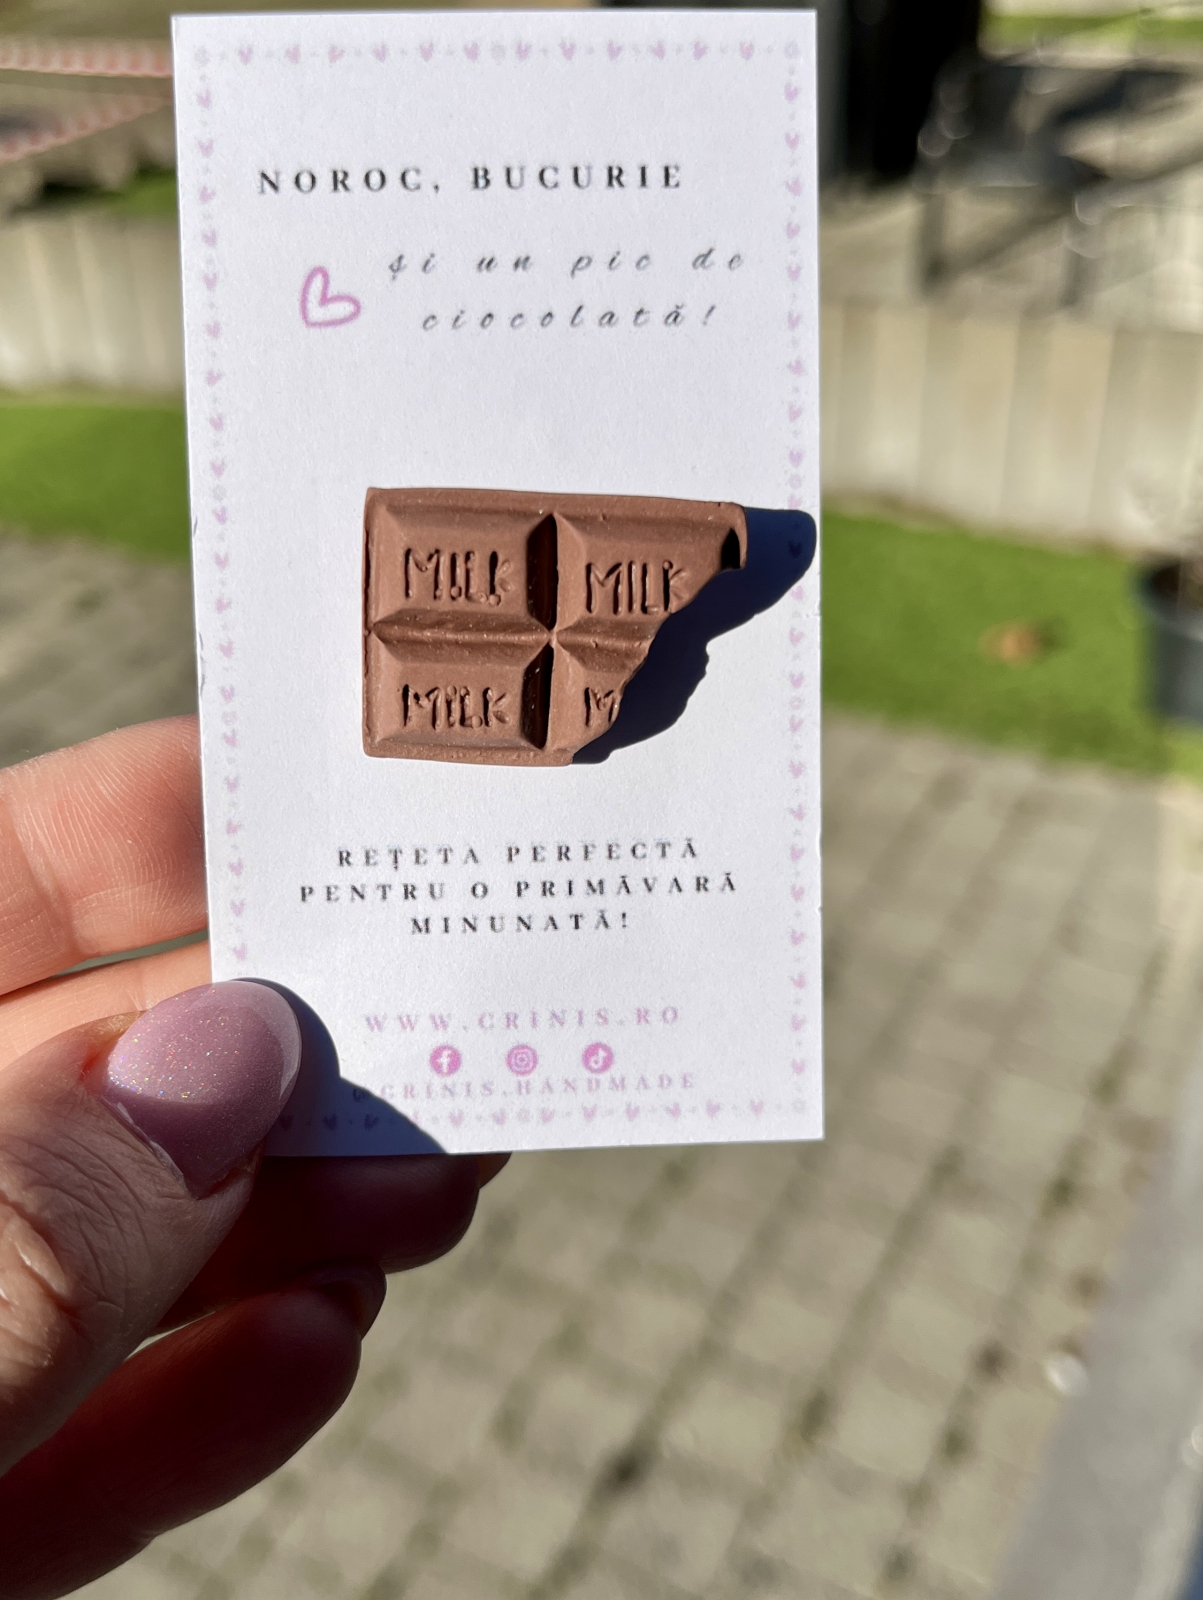 NOROC, BUCURIE
și un pic de
ciocolată!
MILK MILK
MILK M
REȚETA PERFECTĂ
PENTRU O PRIMĂVARĂ
MINUNATĂ!
WWW.CRINIS.RO
@CRINIS.HANDMADE